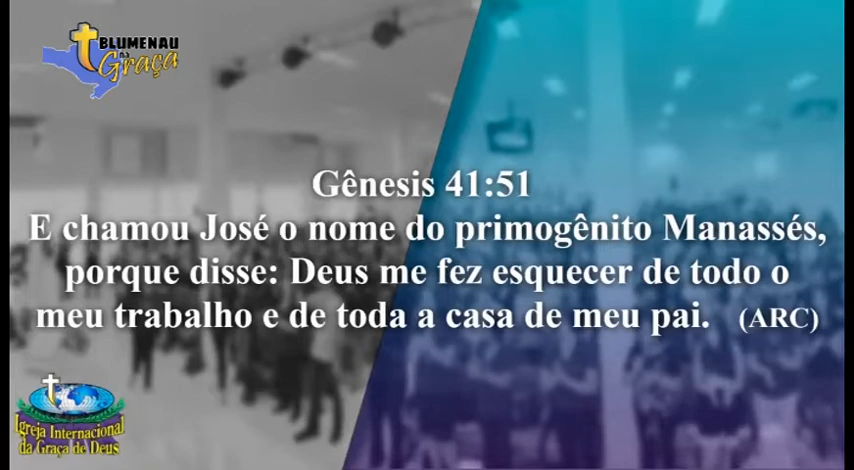 BLUMENAU
na
Graça
Gênesis 41:51
E chamou José o nome do primogênito Manassés,
porque disse: Deus me fez esquecer de todo o
meu trabalho e de toda a casa de meu pai. (ARC)
Igreja Internacional
da Graça de Deus